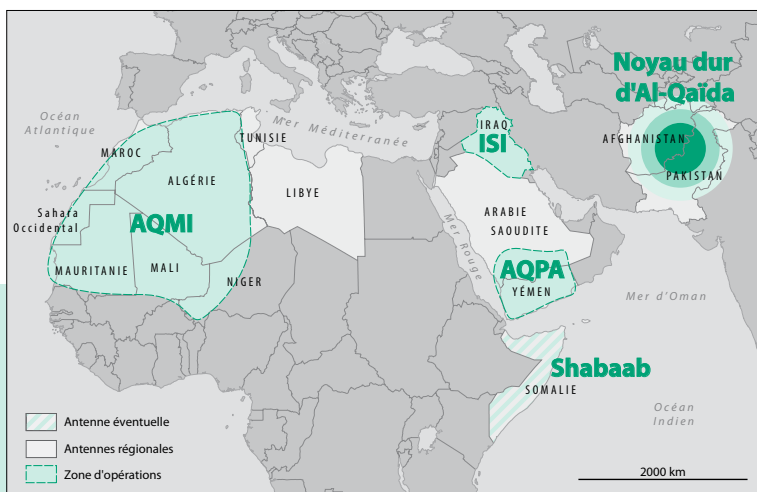 Noyau dur
d'Al-Qaïda
Océan
Atlantique
Mer Méditerranée
TUNISIE
IRAQ
ISI
AFGHANISTAN
MAROC
PAKISTAN
ALGÉRIE
LIBYE
Sahara
Occidental
AQMI
ARABIE
SAOUDITE
Mer Rouge
MAURITANIE
MALI
NIGER
AQPA
YÉMEN
Mer d'Oman
Shabaab
SOMALIE
Océan
Indien
Antenne éventuelle
Antennes régionales
Zone d'opérations
2000 km